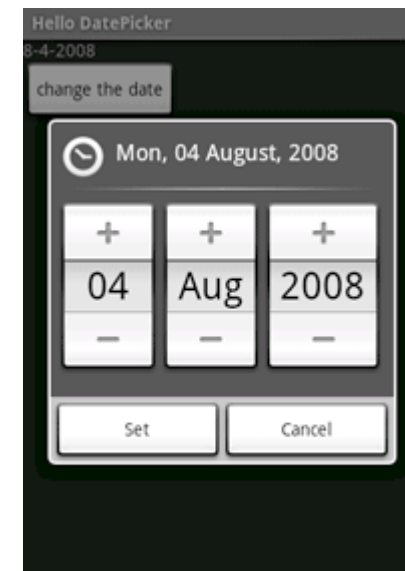 Hello DatePicker
8-4-2008
change the date
Mon, 04 August, 2008
+ + +
04 Aug 2008
− − −
Set Cancel